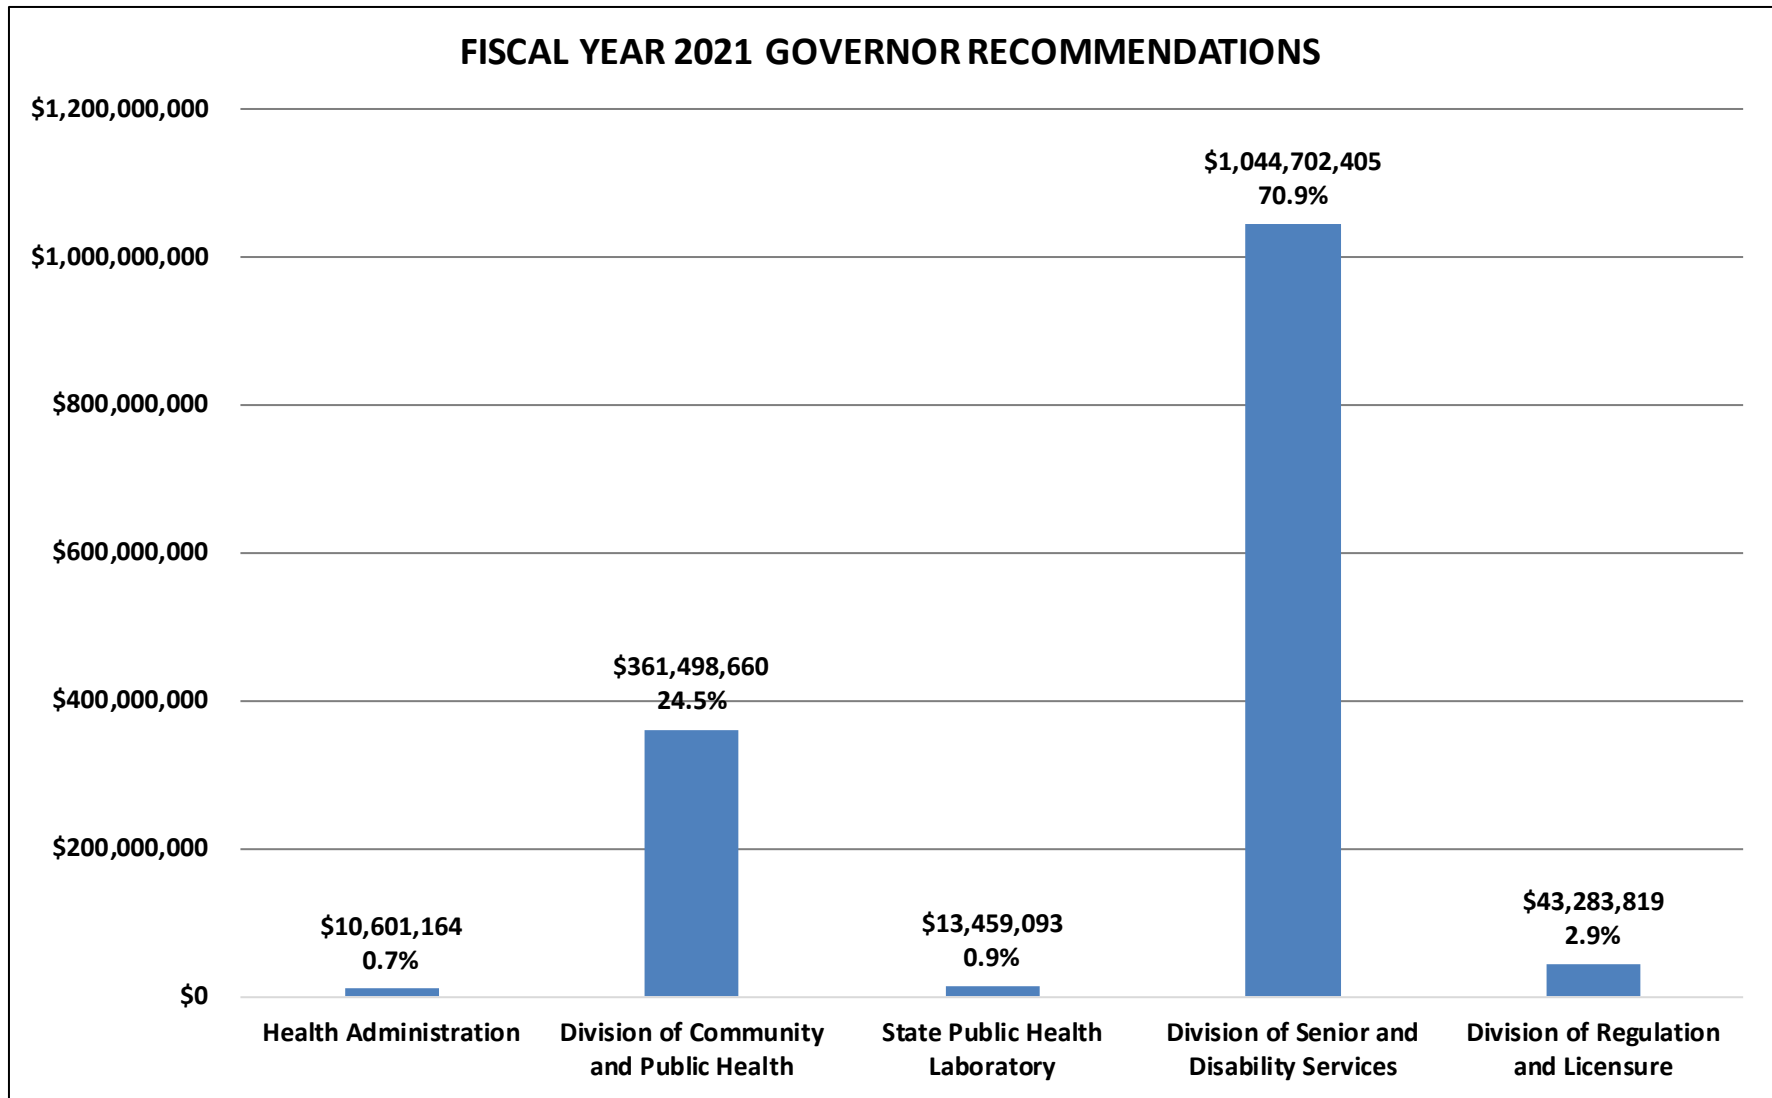 FISCAL YEAR 2021 GOVERNOR RECOMMENDATIONS
$1,200,000,000
$1,000,000,000
$800,000,000
$600,000,000
$400,000,000
$200,000,000
$0
$10,601,164
0.7%
$361,498,660
24.5%
$13,459,093
0.9%
$1,044,702,405
70.9%
$43,283,819
2.9%
Health Administration
Division of Community
and Public Health
State Public Health
Laboratory
Division of Senior and
Disability Services
Division of Regulation
and Licensure